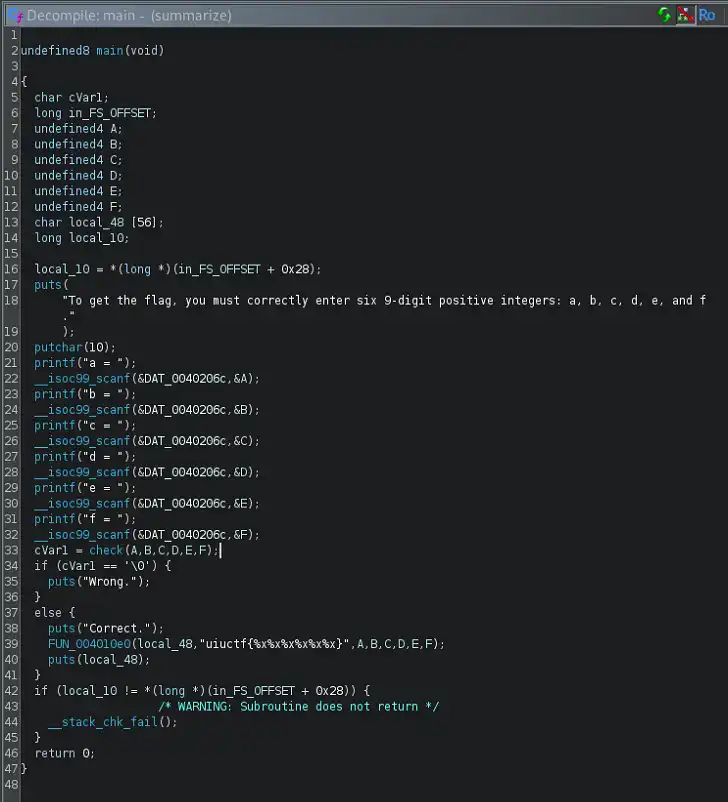 Decompile: main - (summarize)
Ro
1
2 undefined8 main(void)
3
4 {
5 char cVar1;
6 long in_FS_OFFSET;
7 undefined4 A;
8 undefined4 B;
9 undefined4 C;
10 undefined4 D;
11 undefined4 E;
12 undefined4 F;
13 char local_48 [56];
14 long local_10;
15
16 local_10 = *(long *)(in_FS_OFFSET + 0x28);
17 puts(
18 "To get the flag, you must correctly enter six 9-digit positive integers: a, b, c, d, e, and f
."
19 );
20 putchar(10);
21 printf("a = ");
22 __isoc99_scanf(&DAT_0040206c,&A);
23 printf("b = ");
24 __isoc99_scanf(&DAT_0040206c,&B);
25 printf("c = ");
26 __isoc99_scanf(&DAT_0040206c,&C);
27 printf("d = ");
28 __isoc99_scanf(&DAT_0040206c,&D);
29 printf("e = ");
30 __isoc99_scanf(&DAT_0040206c,&E);
31 printf("f = ");
32 __isoc99_scanf(&DAT_0040206c,&F);
33 cVar1 = check(A,B,C,D,E,F);
34 if (cVar1 == '\0') {
35 puts("Wrong.");
36 }
37 else {
38 puts("Correct.");
39 FUN_004010e0(local_48,"uiuctf{%x%x%x%x%x%x}",A,B,C,D,E,F);
40 puts(local_48);
41 }
42 if (local_10 != *(long *)(in_FS_OFFSET + 0x28)) {
43 /* WARNING: Subroutine does not return */
44 __stack_chk_fail();
45 }
46 return 0;
47 }
48